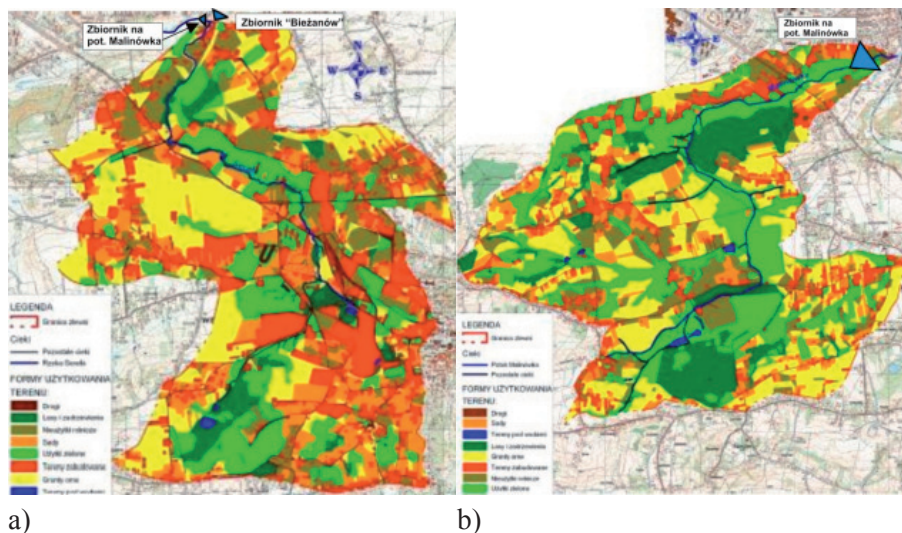 Zbiornik na
pot. Malinówka
Zbiornik "Bieżanów"
N
W E
S
LEGENDA
Granica zlewni
Cieki
Pozostałe cieki
Rzeka Serafa
FORMY UŻYTKOWANIA
TERENU:
Drogi
Lasy i zadrzewienia
Nieużytki rolnicze
Sady
Użytki zielone
Tereny zabudowane
Grunty orne
Tereny pod wodami
a)
Zbiornik na
pot. Malinówka
N
W E
S
LEGENDA
Granica zlewni
Cieki
Potok Malinówka
Pozostałe cieki
FORMY UŻYTKOWANIA
TERENU:
Drogi
Sady
Tereny pod wodami
Lasy i zadrzewienia
Grunty orne
Tereny zabudowane
Nieużytki rolnicze
Użytki zielone
b)